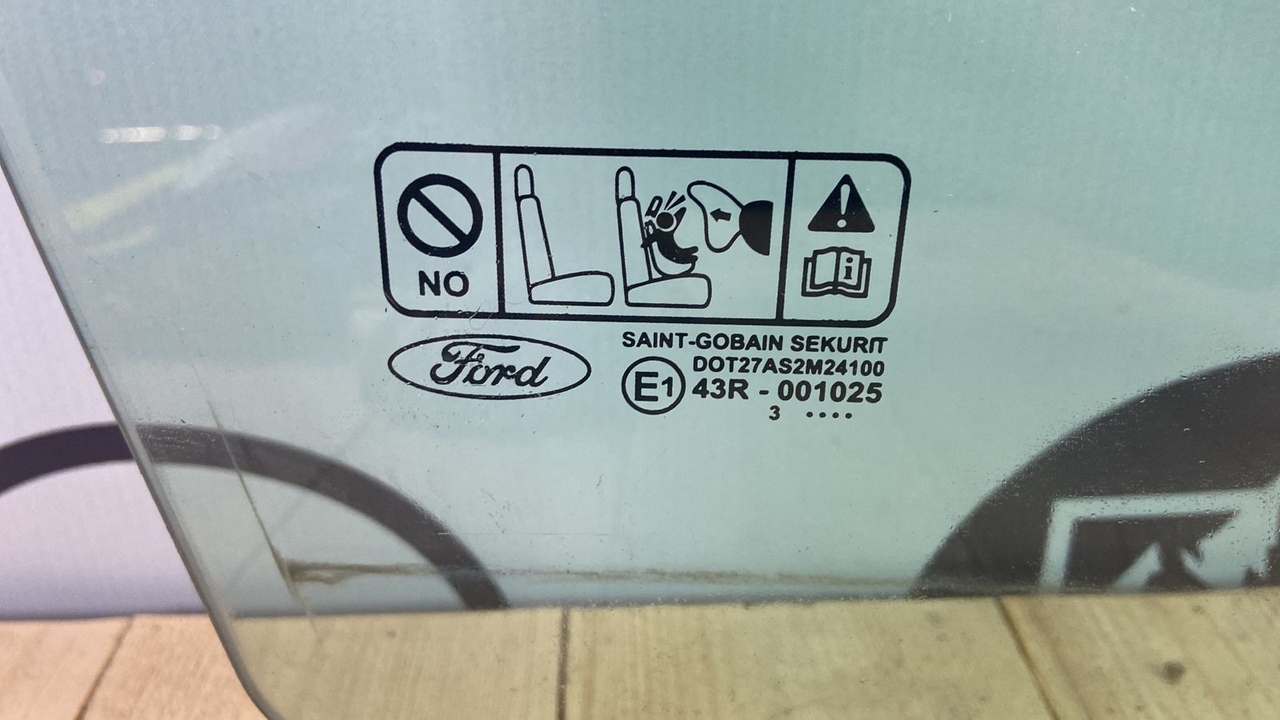 NO
Ford
SAINT-GOBAIN SEKURIT
DOT27AS2M24100
E1 43R - 001025
3 ····